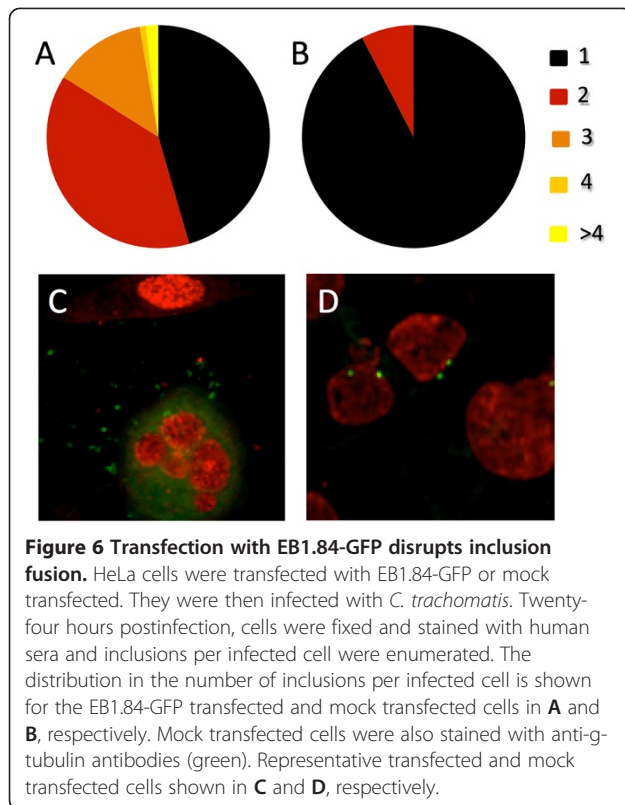 A
B
1
2
3
4
>4
C
D
Figure 6 Transfection with EB1.84-GFP disrupts inclusion
fusion. HeLa cells were transfected with EB1.84-GFP or mock
transfected. They were then infected with C. trachomatis. Twenty-
four hours postinfection, cells were fixed and stained with human
sera and inclusions per infected cell were enumerated. The
distribution in the number of inclusions per infected cell is shown
for the EB1.84-GFP transfected and mock transfected cells in A and
B, respectively. Mock transfected cells were also stained with anti-g-
tubulin antibodies (green). Representative transfected and mock
transfected cells shown in C and D, respectively.